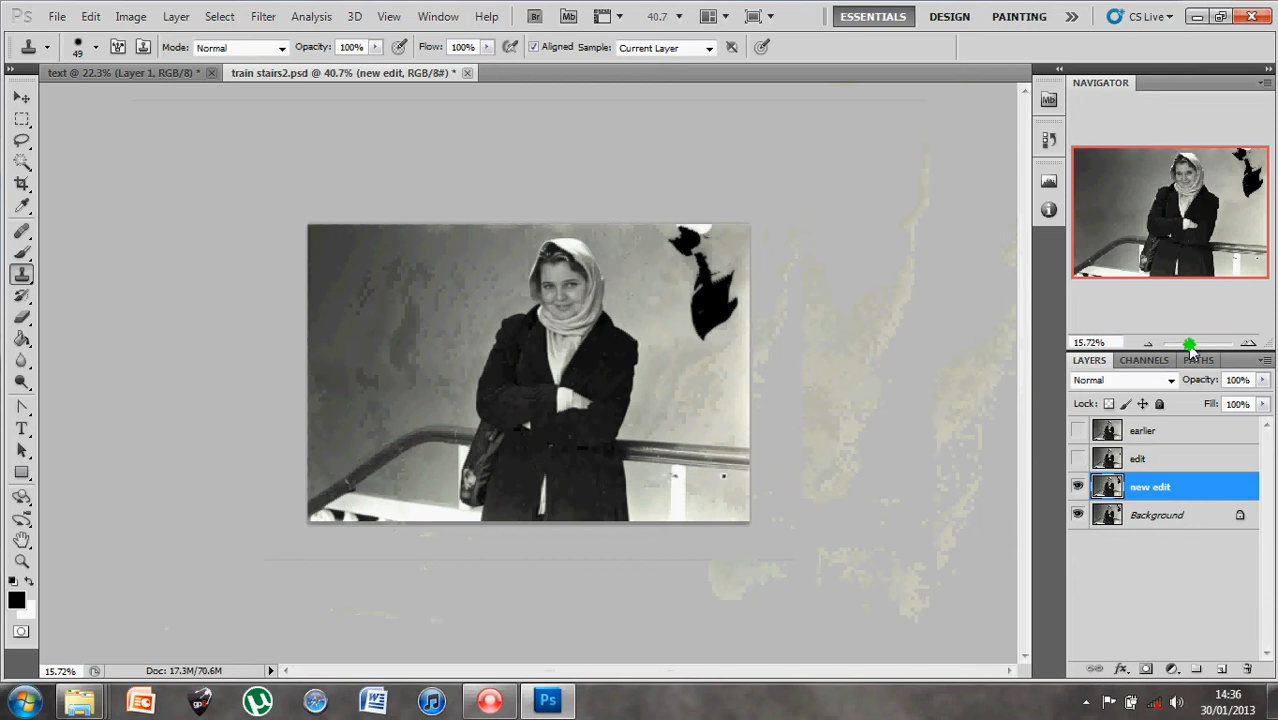 Ps File Edit Image Layer Select Filter Analysis 3D View Window Help Br Mb 40.7 ESSENTIALS DESIGN PAINTING CS Live
49 Mode: Normal Opacity: 100% Flow: 100% Aligned Sample: Current Layer
text @ 22.3% (Layer 1, RGB/8) * train stairs2.psd @ 40.7% (new edit, RGB/8#) *
NAVIGATOR
Mb
15.72%
LAYERS CHANNELS PATHS
Normal Opacity: 100%
Lock: Fill: 100%
earlier
edit
new edit
Background
15.72% Doc: 17.3M/70.6M
Ps
14:36
30/01/2013